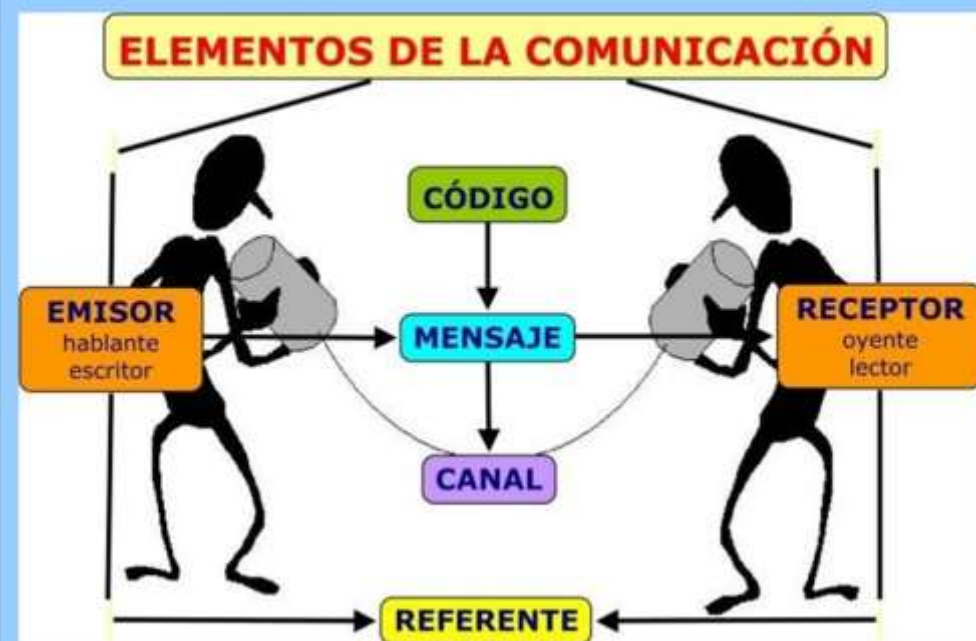 ELEMENTOS DE LA COMUNICACIÓN
CÓDIGO
EMISOR
hablante
escritor
MENSAJE
RECEPTOR
oyente
lector
CANAL
REFERENTE